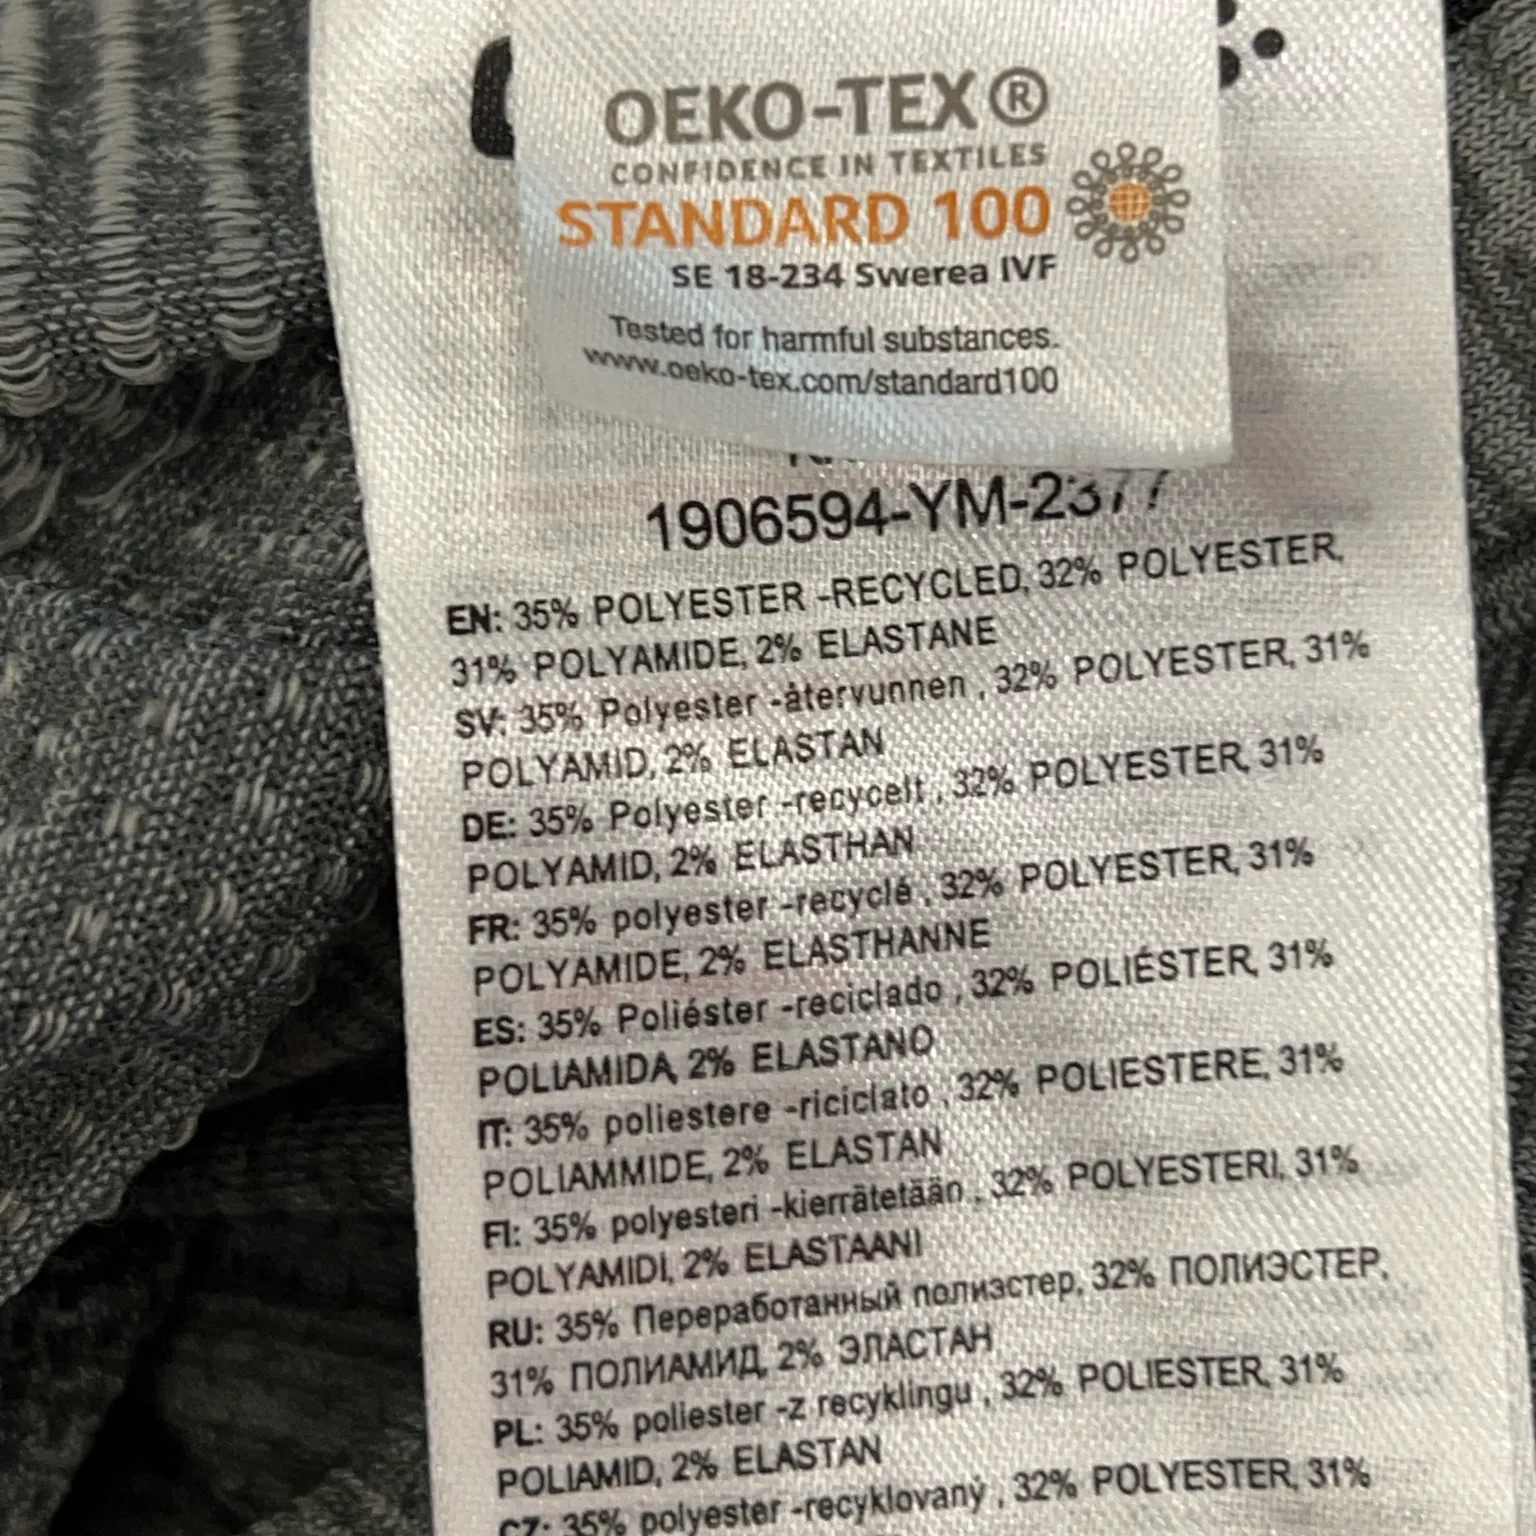 OEKO-TEX®
CONFIDENCE IN TEXTILES
STANDARD 100
SE 18-234 Swerea IVF
Tested for harmful substances.
www.oeko-tex.com/standard100
1906594-YM-2377
EN: 35% POLYESTER -RECYCLED, 32% POLYESTER,
31% POLYAMIDE, 2% ELASTANE
SV: 35% Polyester -återvunnen , 32% POLYESTER, 31%
POLYAMID, 2% ELASTAN
DE: 35% Polyester -recycelt , 32% POLYESTER, 31%
POLYAMID, 2% ELASTHAN
FR: 35% polyester -recyclé , 32% POLYESTER, 31%
POLYAMIDE, 2% ELASTHANNE
ES: 35% Poliéster -reciclado , 32% POLIÉSTER, 31%
POLIAMIDA, 2% ELASTANO
IT: 35% poliestere -riciclato , 32% POLIESTERE, 31%
POLIAMMIDE, 2% ELASTAN
FI: 35% polyesteri -kierrätetään , 32% POLYESTERI, 31%
POLYAMIDI, 2% ELASTAANI
RU: 35% Переработанный полиэстер, 32% ПОЛИЭСТЕР,
31% ПОЛИАМИД, 2% ЭЛАСТАН
PL: 35% poliester -z recyklingu , 32% POLIESTER, 31%
POLIAMID, 2% ELASTAN
CZ: 35% polyester -recyklovaný , 32% POLYESTER, 31%